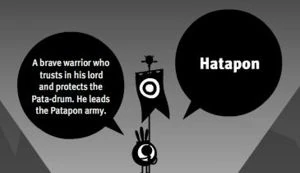 A brave warrior who
trusts in his lord
and protects the
Pata-drum. He leads
the Patapon army.
Hatapon